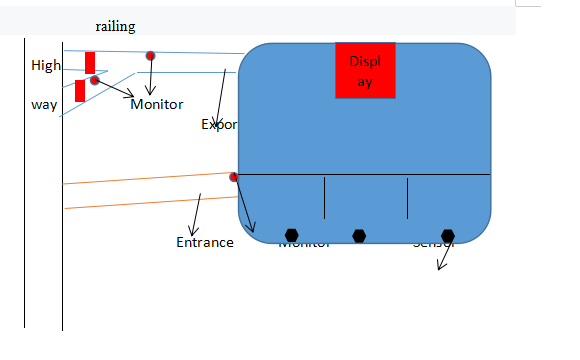 railing
High
way
Displ
ay
Monitor
Expor
Entrance
Monitor
Sensor